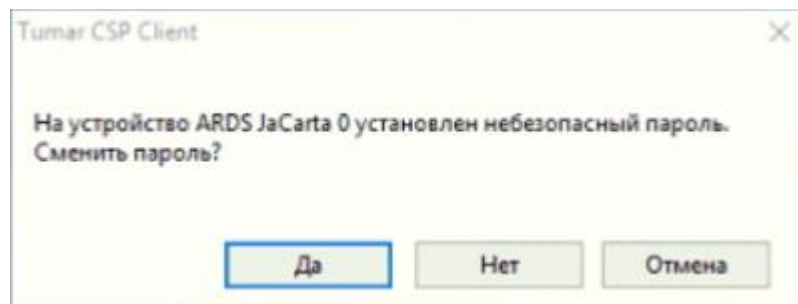 Tumar CSP Client
На устройство ARDS JaCarta 0 установлен небезопасный пароль.
Сменить пароль?
Да Нет Отмена